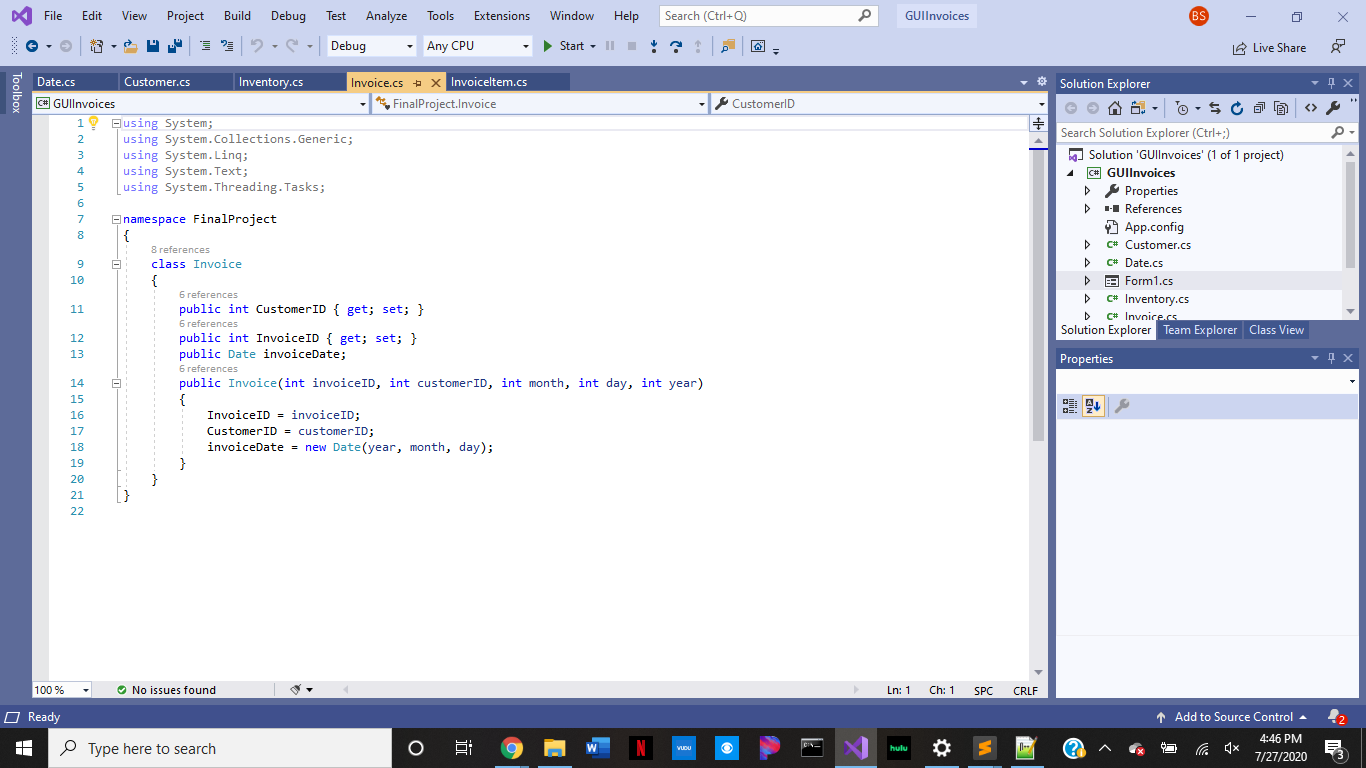 File Edit View Project Build Debug Test Analyze Tools Extensions Window Help Search (Ctrl+Q) GUIInvoices BS
Debug Any CPU Start Live Share
Toolbox
Date.cs Customer.cs Inventory.cs Invoice.cs InvoiceItem.cs
C# GUIInvoices FinalProject.Invoice CustomerID
1 using System;
2 using System.Collections.Generic;
3 using System.Linq;
4 using System.Text;
5 using System.Threading.Tasks;
6
7 namespace FinalProject
8 {
8 references
9 class Invoice
10 {
6 references
11 public int CustomerID { get; set; }
6 references
12 public int InvoiceID { get; set; }
13 public Date invoiceDate;
6 references
14 public Invoice(int invoiceID, int customerID, int month, int day, int year)
15 {
16 InvoiceID = invoiceID;
17 CustomerID = customerID;
18 invoiceDate = new Date(year, month, day);
19 }
20 }
21 }
22
100 % No issues found Ln: 1 Ch: 1 SPC CRLF
Solution Explorer
Search Solution Explorer (Ctrl+;)
Solution 'GUIInvoices' (1 of 1 project)
C# GUIInvoices
Properties
References
App.config
C# Customer.cs
C# Date.cs
Form1.cs
C# Inventory.cs
C# Invoice.cs
Solution Explorer Team Explorer Class View
Properties
Ready Add to Source Control 2
Type here to search VUDU hulu 4:46 PM
7/27/2020 3